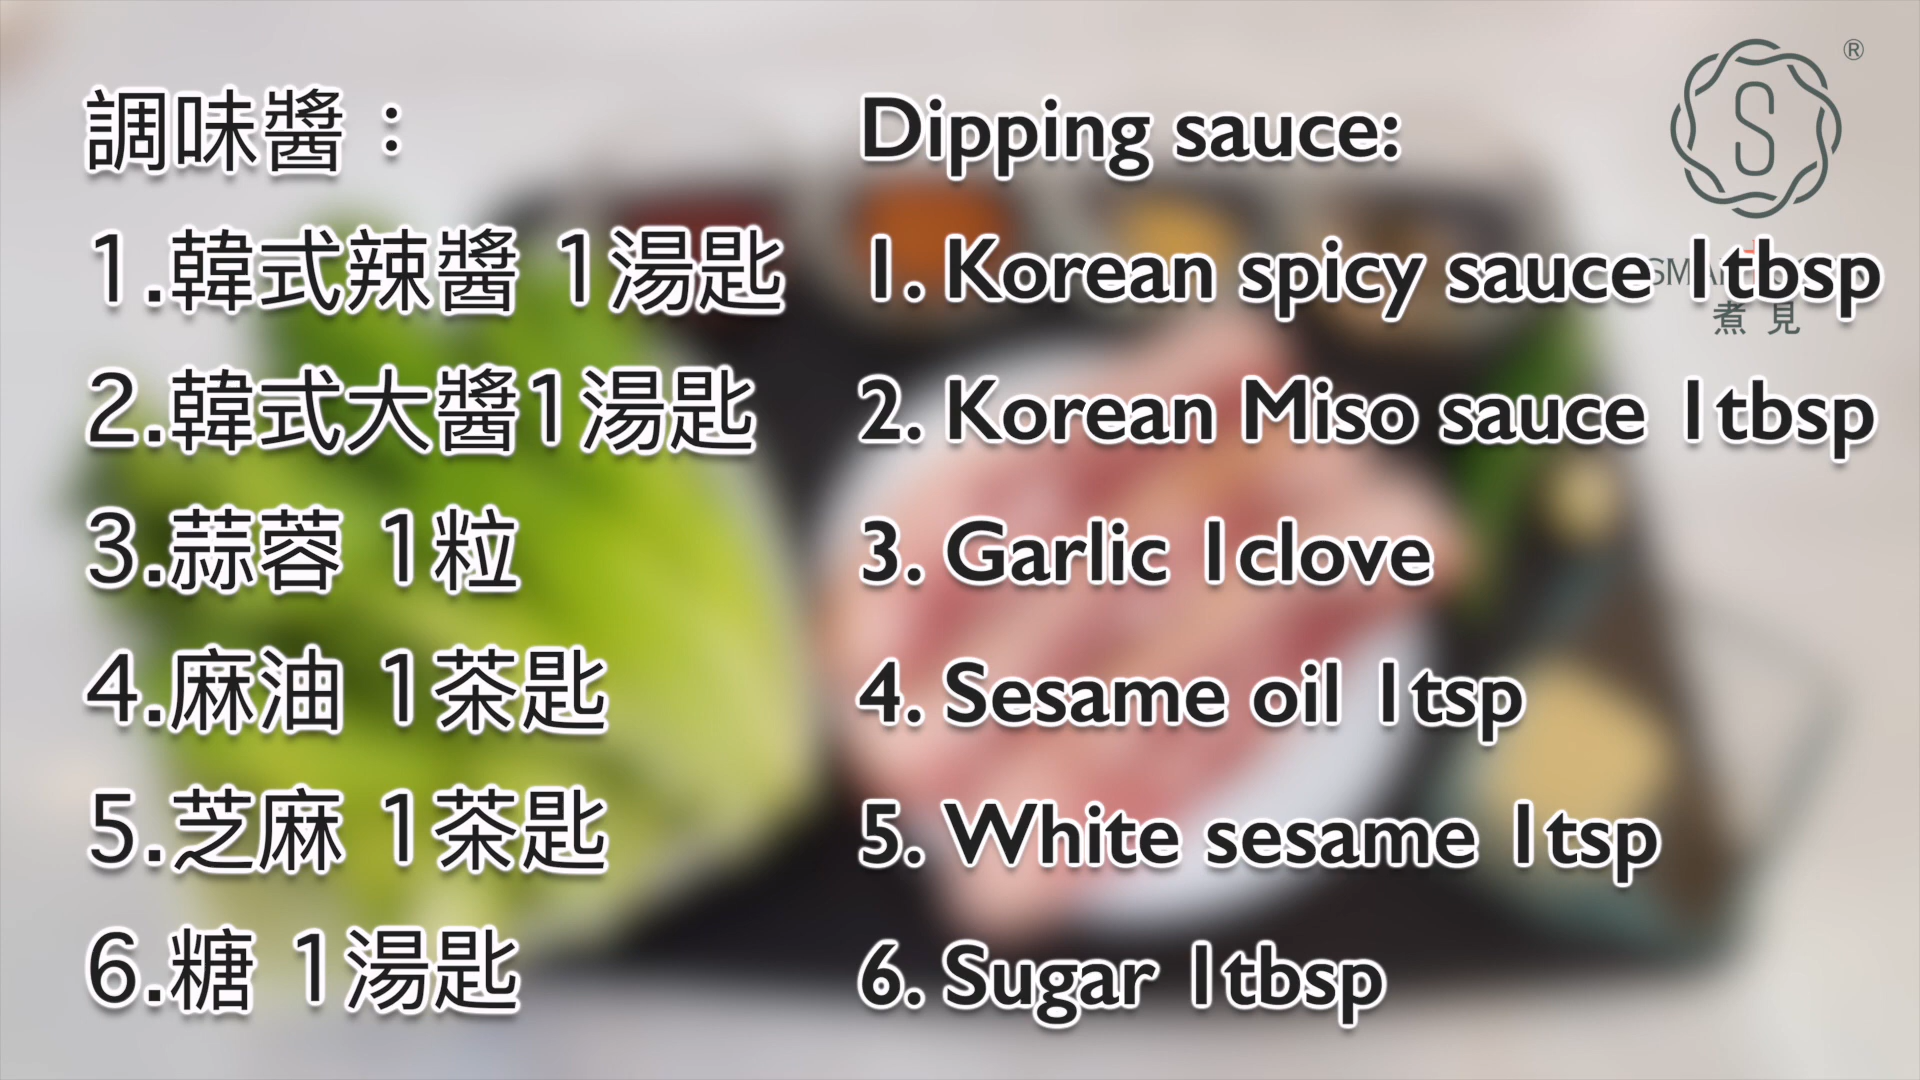 調味醬：
1.韓式辣醬 1湯匙
2.韓式大醬1湯匙
3.蒜蓉 1粒
4.麻油 1茶匙
5.芝麻 1茶匙
6.糖 1湯匙
Dipping sauce:
1. Korean spicy sauce 1tbsp
2. Korean Miso sauce 1tbsp
3. Garlic 1clove
4. Sesame oil 1tsp
5. White sesame 1tsp
6. Sugar 1tbsp
S ®
煮見